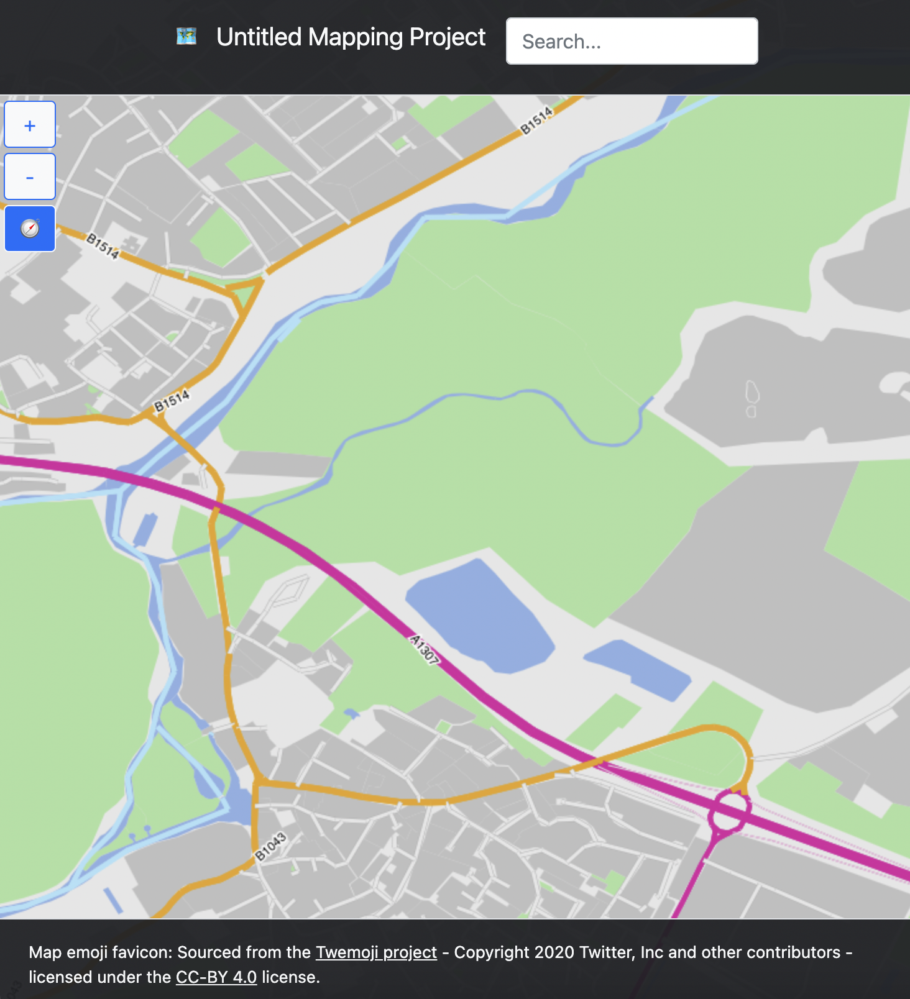 Untitled Mapping Project
Search...
+
-
B1514
B1514
B1514
A1307
B1043
Map emoji favicon: Sourced from the Twemoji project - Copyright 2020 Twitter, Inc and other contributors -
licensed under the CC-BY 4.0 license.